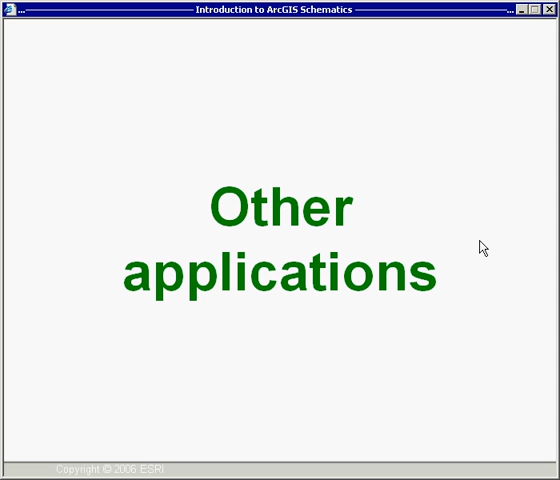 Introduction to ArcGIS Schematics
Other
applications
Copyright © 2006 ESRI